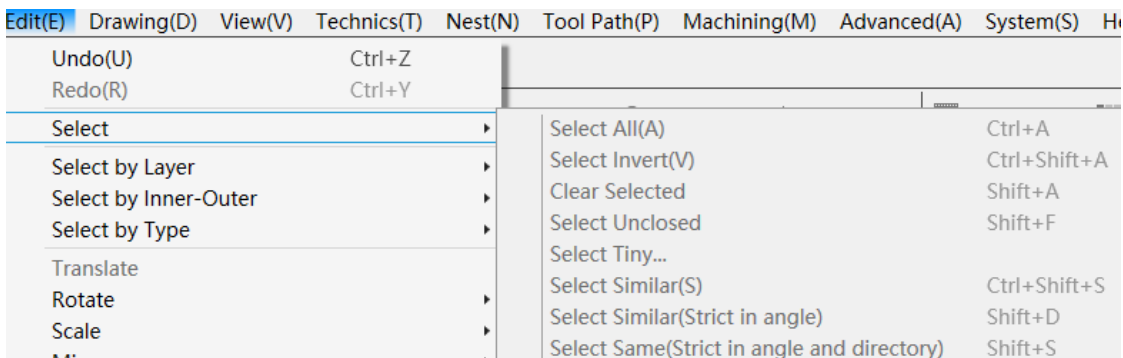 Edit(E) Drawing(D) View(V) Technics(T) Nest(N) Tool Path(P) Machining(M) Advanced(A) System(S)
Undo(U) Ctrl+Z
Redo(R) Ctrl+Y
Select
Select by Layer
Select by Inner-Outer
Select by Type
Translate
Rotate
Scale
Select All(A) Ctrl+A
Select Invert(V) Ctrl+Shift+A
Clear Selected Shift+A
Select Unclosed Shift+F
Select Tiny...
Select Similar(S) Ctrl+Shift+S
Select Similar(Strict in angle) Shift+D
Select Same(Strict in angle and directory) Shift+S